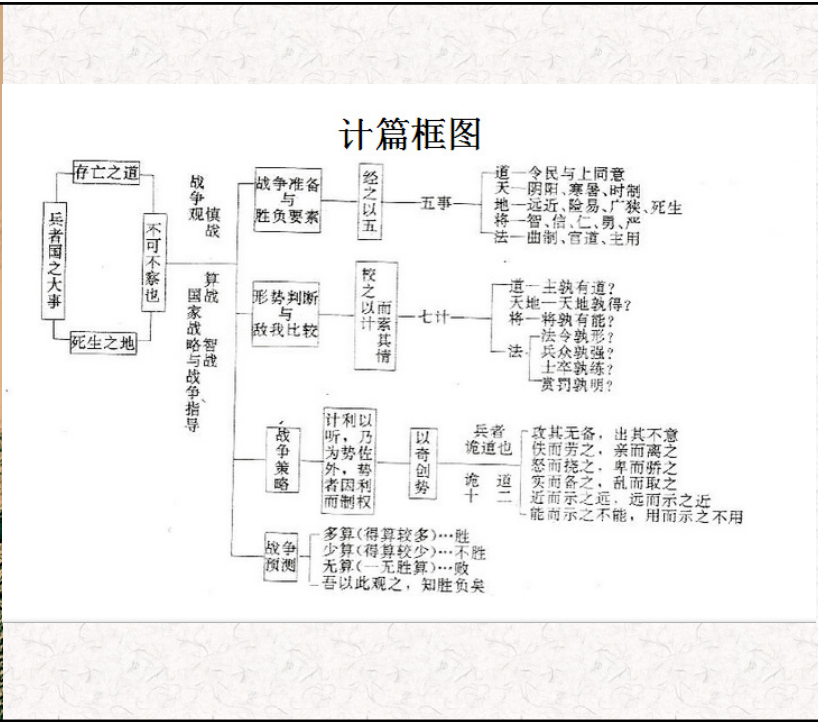 计篇框图
存亡之道
兵者国之大事
不可不察也
死生之地
战争观
慎战
算战
国家战略与战争指导
智战
战争准备
与
胜负要素
经之以五
五事
道—令民与上同意
天—阴阳、寒暑、时制
地—远近、险易、广狭、死生
将—智、信、仁、勇、严
法—曲制、官道、主用
形势判断
与
敌我比较
校之以计
而索其情
七计
道—主孰有道?
天地—天地孰得?
将—将孰有能?
法
法令孰形?
兵众孰强?
士卒孰练?
赏罚孰明?
战争策略
计利以
听，乃
为势佐
外，势
者因利
而制权
以奇创势
兵者
诡道也
诡道
十二
攻其无备，出其不意
佚而劳之，亲而离之
怒而挠之，卑而骄之
实而备之，乱而取之
近而示之远，远而示之近
能而示之不能，用而示之不用
战争
预测
多算(得算较多)…胜
少算(得算较少)…不胜
无算(一无胜算)…败
吾以此观之，知胜负矣